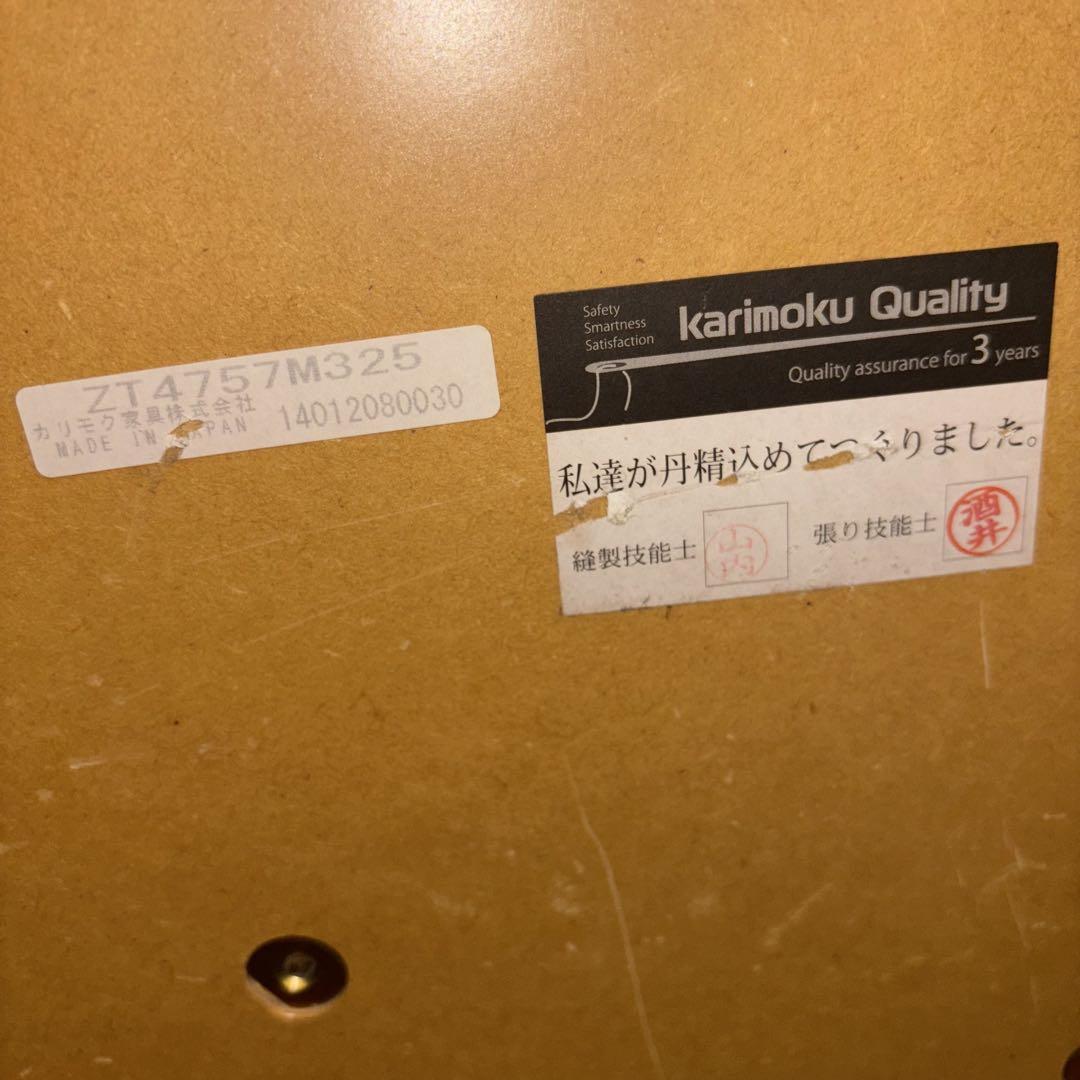 ZT4757M325
カリモク家具株式会社
MADE IN JAPAN 14012080030
Safety
Smartness
Satisfaction
karimoku Quality
Quality assurance for 3 years
私達が丹精込めてつくりました。
縫製技能士 山内
張り技能士 酒井